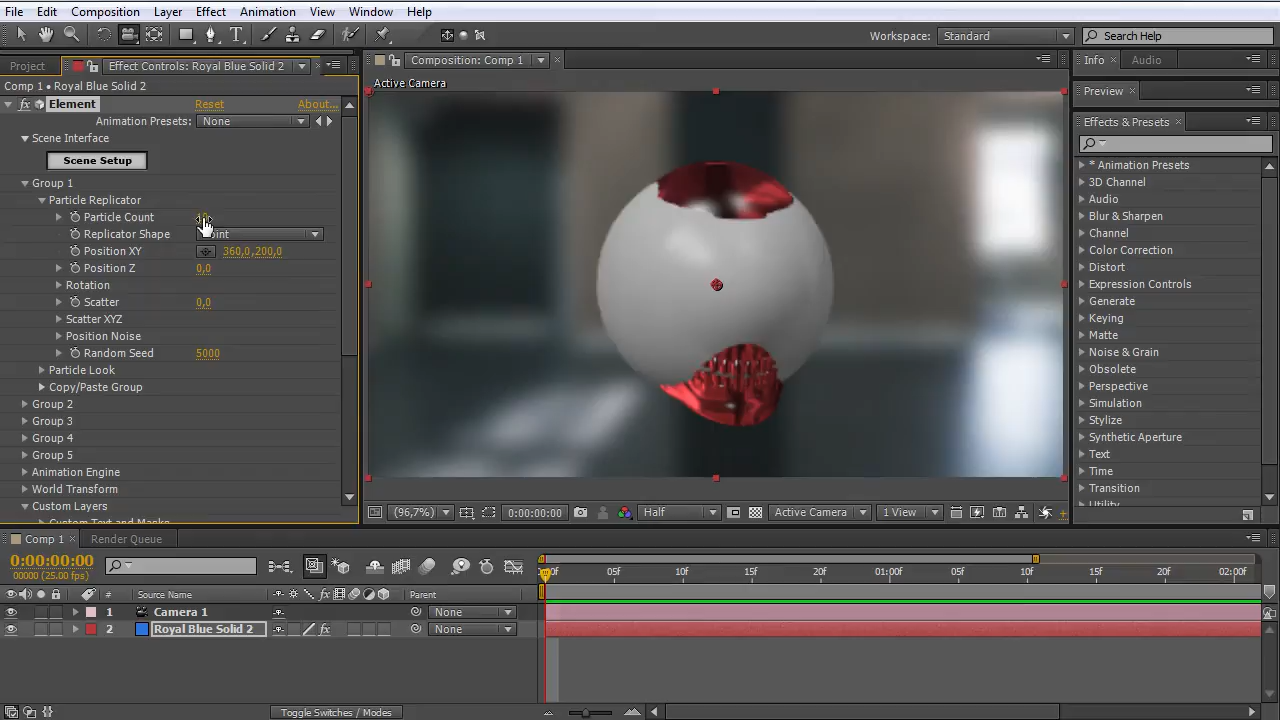 File Edit Composition Layer Effect Animation View Window Help
Workspace: Standard Search Help
Project Effect Controls: Royal Blue Solid 2 Composition: Comp 1 Info Audio
Comp 1 • Royal Blue Solid 2
Active Camera
Preview
fx Element Reset About...
Animation Presets: None
Effects & Presets
Scene Interface
Scene Setup
Group 1
Particle Replicator
Particle Count
Replicator Shape
Position XY 360,0,200,0
Position Z 0,0
Rotation
Scatter 0,0
Scatter XYZ
Position Noise
Random Seed 5000
Particle Look
Copy/Paste Group
Group 2
Group 3
Group 4
Group 5
Animation Engine
World Transform
Custom Layers
Custom Text and Masks
* Animation Presets
3D Channel
Audio
Blur & Sharpen
Channel
Color Correction
Distort
Expression Controls
Generate
Keying
Matte
Noise & Grain
Obsolete
Perspective
Simulation
Stylize
Synthetic Aperture
Text
Time
Transition
Utility
(96,7%) 0:00:00:00 Half Active Camera 1 View
Comp 1 Render Queue
0:00:00:00
00000 (25.00 fps)
:00f 05f 10f 15f 20f 01:00f 05f 10f 15f 20f 02:00f
# Source Name fx Parent
1 Camera 1 None
2 Royal Blue Solid 2 fx None
Toggle Switches / Modes